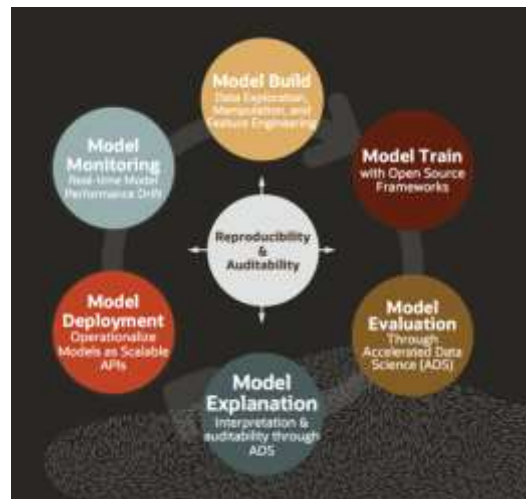 Model Build
Data Exploration,
Manipulation, and
Feature Engineering
Model Train
with Open Source
Frameworks
Model
Evaluation
Through
Accelerated Data
Science (ADS)
Model
Explanation
Interpretation &
auditability through
ADS
Model
Deployment
Operationalize
Models as Scalable
APIs
Model
Monitoring
Real-time Model
Performance
Reproducibility
&
Auditability